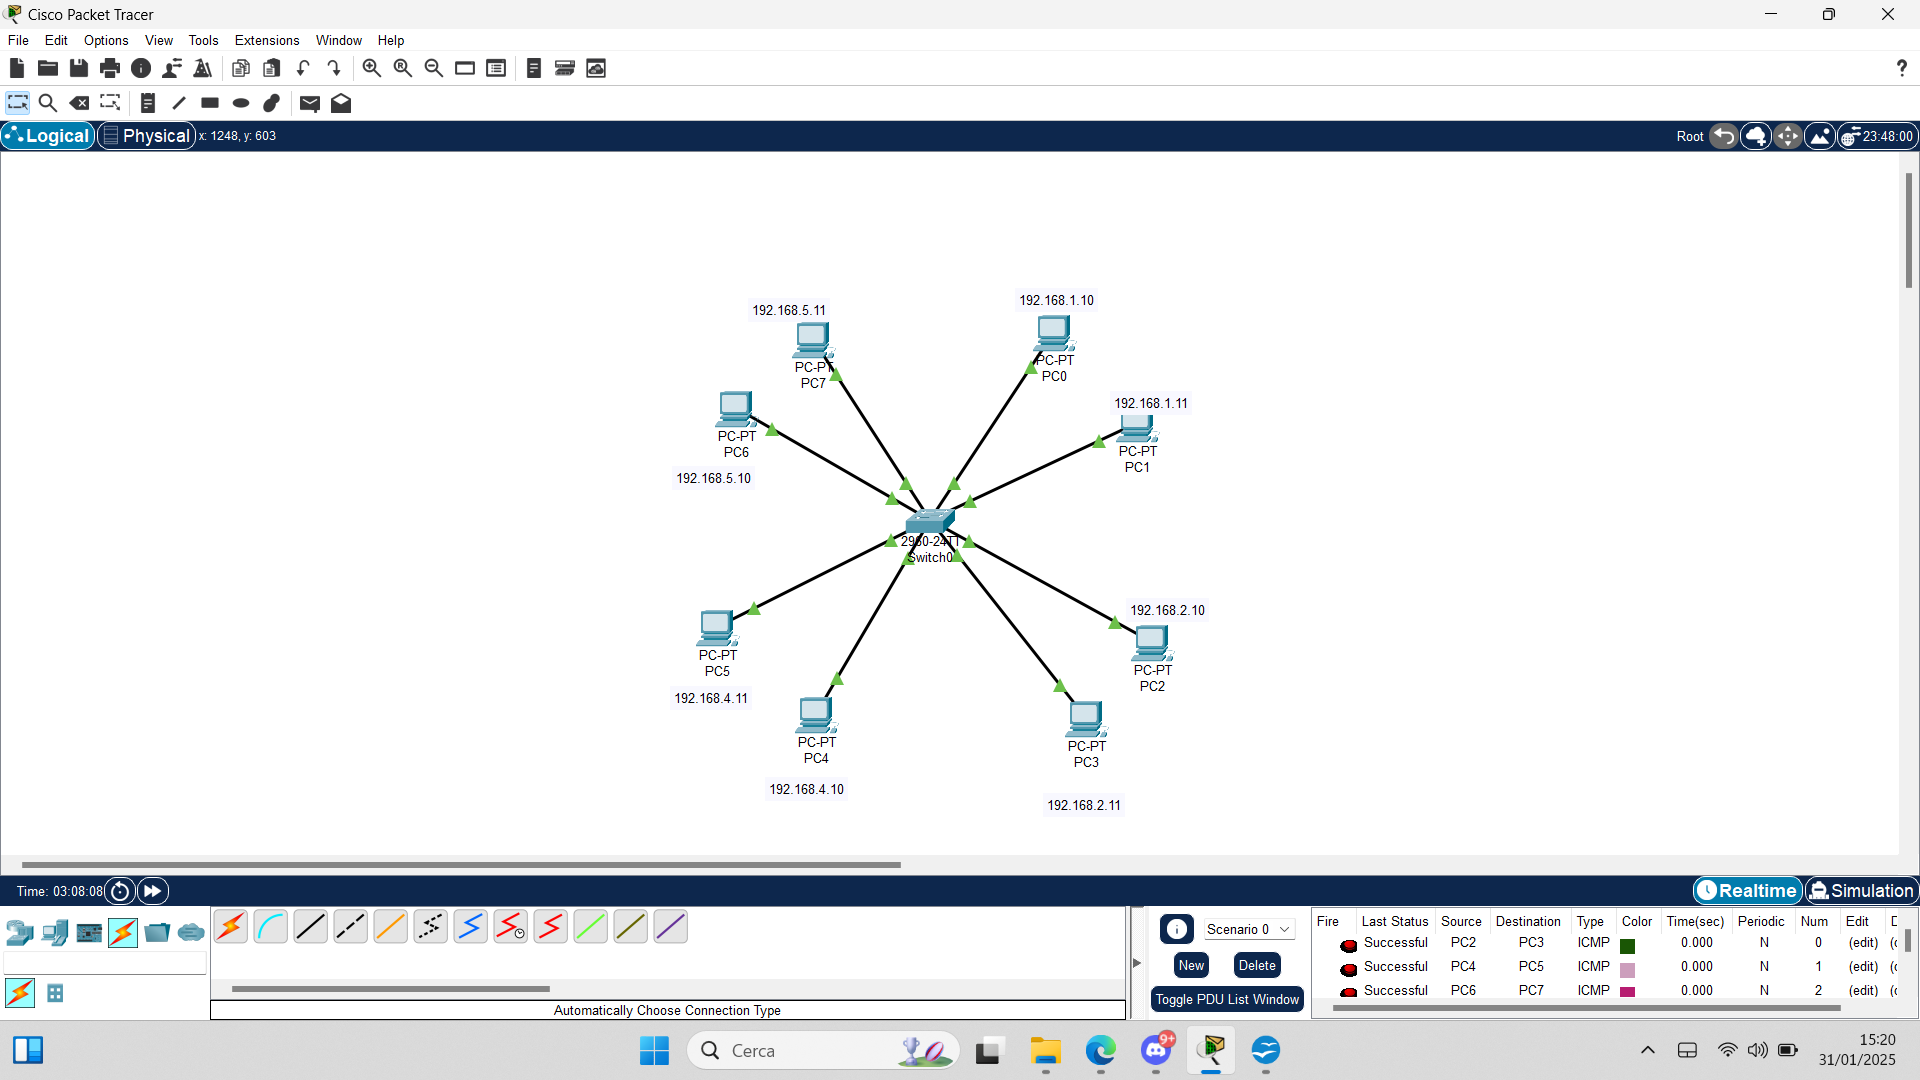 Cisco Packet Tracer
File Edit Options View Tools Extensions Window Help
?
Logical Physical x: 1248, y: 603 Root 23:48:00
192.168.5.11
PC-PT
PC7
192.168.1.10
PC-PT
PC0
192.168.1.11
PC-PT
PC1
PC-PT
PC6
192.168.5.10
2960-24TT
Switch0
192.168.2.10
PC-PT
PC2
PC-PT
PC5
192.168.4.11
PC-PT
PC4
192.168.4.10
PC-PT
PC3
192.168.2.11
Time: 03:08:08 Realtime Simulation
Automatically Choose Connection Type
Scenario 0
New Delete
Toggle PDU List Window
Fire Last Status Source Destination Type Color Time(sec) Periodic Num Edit D
Successful PC2 PC3 ICMP 0.000 N 0 (edit) (
Successful PC4 PC5 ICMP 0.000 N 1 (edit) (
Successful PC6 PC7 ICMP 0.000 N 2 (edit) (
Cerca
9+
15:20
31/01/2025